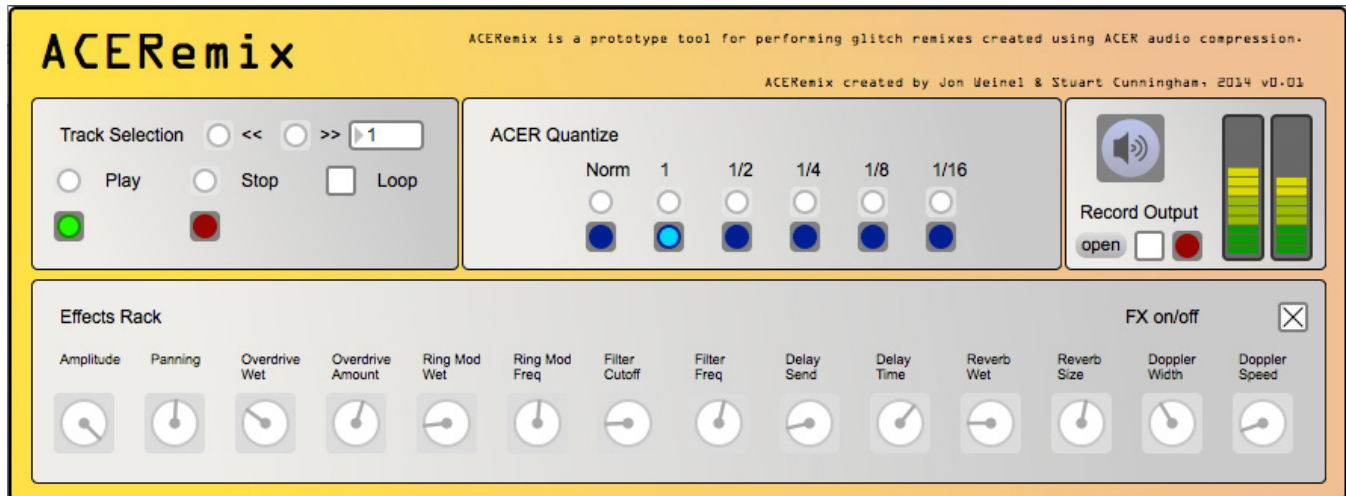 ACERemix
ACERemix is a prototype tool for performing glitch remixes created using ACER audio compression.
ACERemix created by Jon Weinel & Stuart Cunningham, 2014 v0.01
Track Selection << >> 1
Play Stop Loop
ACER Quantize
Norm 1 1/2 1/4 1/8 1/16
Record Output
open
Effects Rack FX on/off
Amplitude Panning Overdrive Wet Overdrive Amount Ring Mod Wet Ring Mod Freq Filter Cutoff Filter Freq Delay Send Delay Time Reverb Wet Reverb Size Doppler Width Doppler Speed